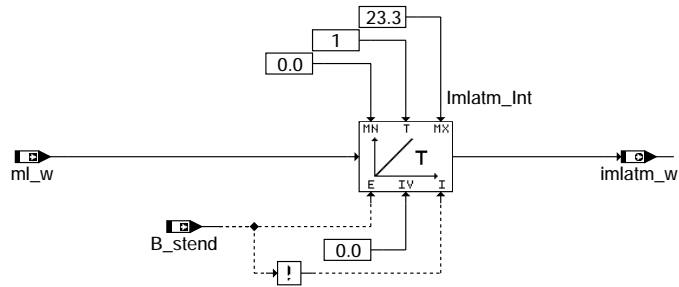 23.3
1
0.0
Imlatm_Int
MN T MX
T
ml_w
imlatm_w
E IV I
B_stend
0.0
!